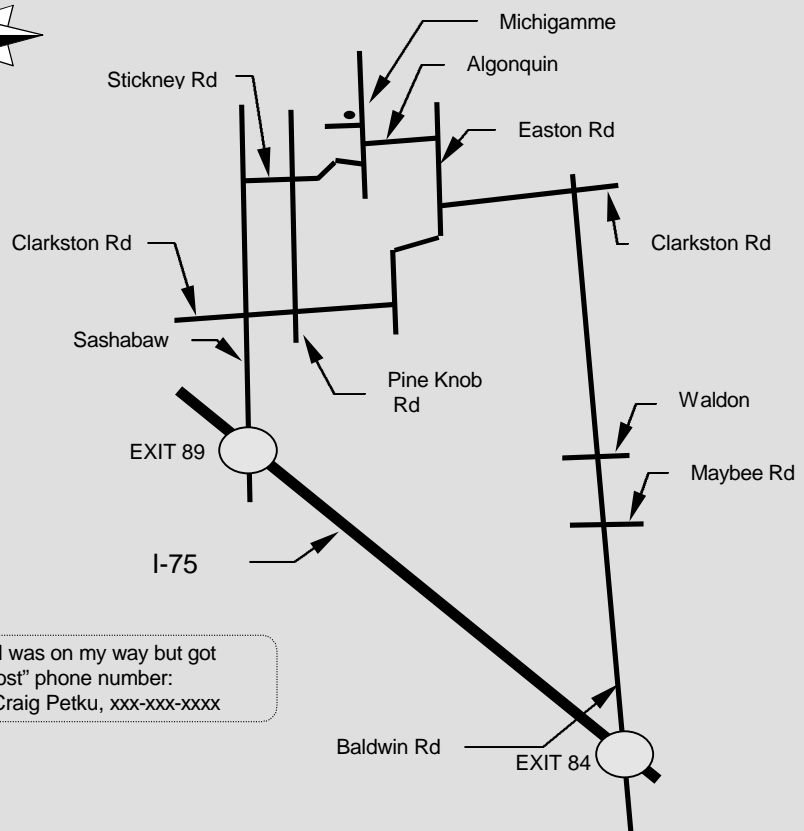 Michigamme
Algonquin
Stickney Rd
Easton Rd
Clarkston Rd
Clarkston Rd
Sashabaw
Pine Knob
Rd
Waldon
EXIT 89
Maybee Rd
I-75
I was on my way but got
ost” phone number:
Craig Petku, xxx-xxx-xxxx
Baldwin Rd
EXIT 84